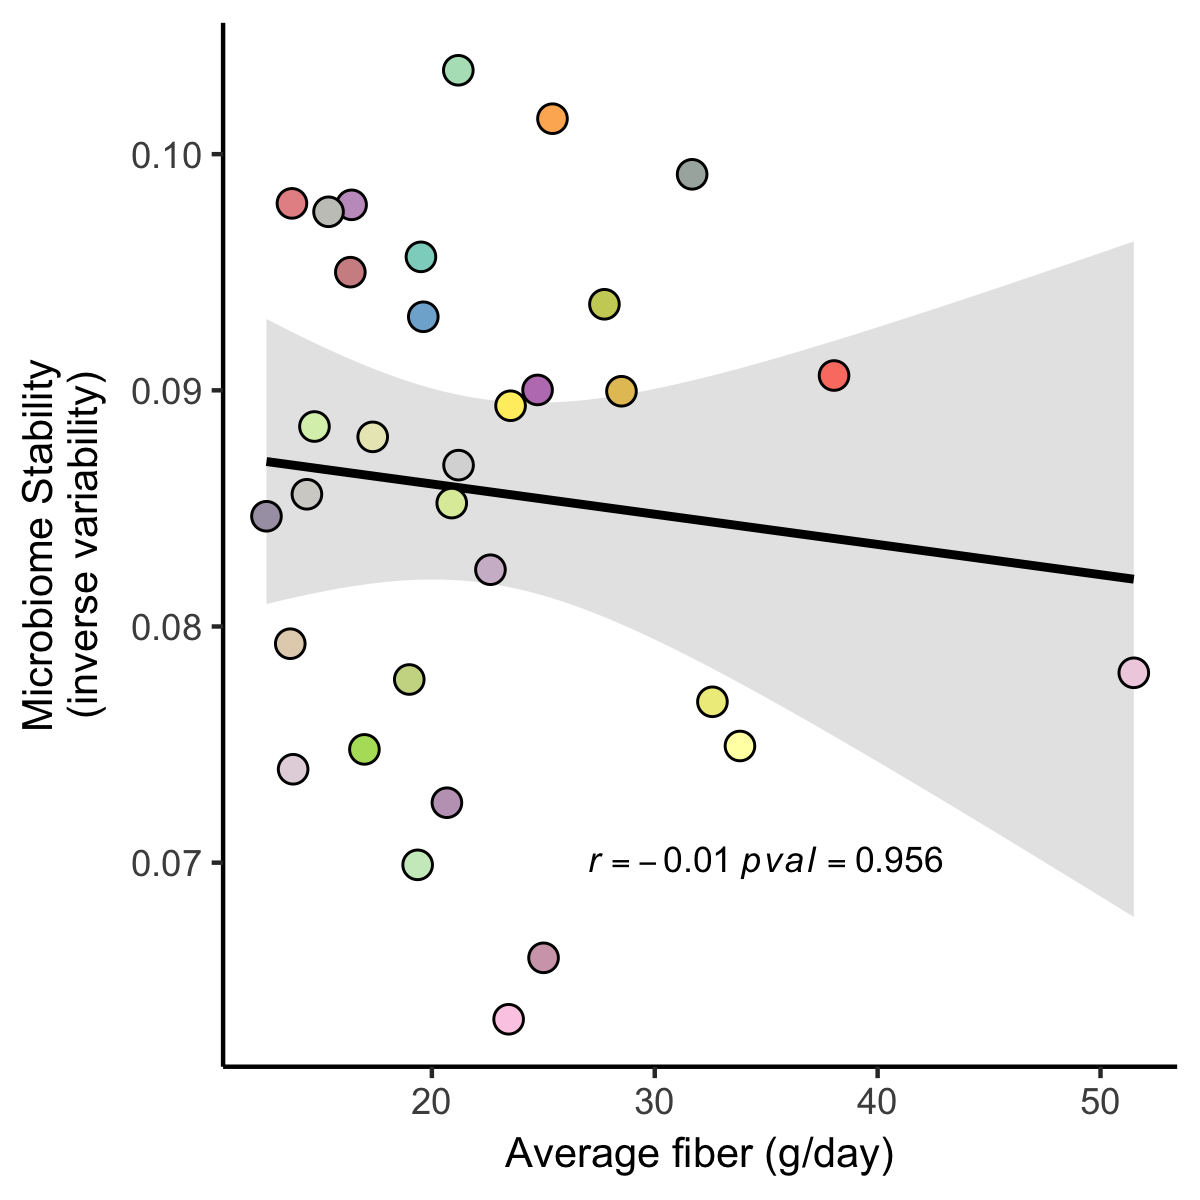 Microbiome Stability
(inverse variability)
0.10
0.09
0.08
0.07
r = − 0.01 pval = 0.956
20 30 40 50
Average fiber (g/day)